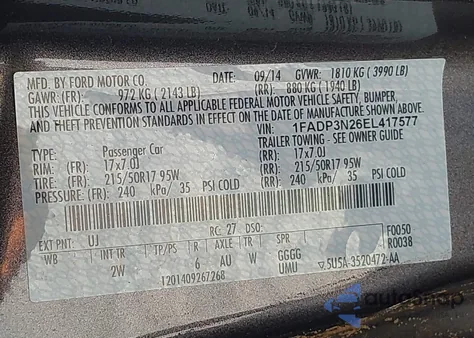 MFD. BY FORD MOTOR CO.
DATE: 09/14 GVWR: 1810 KG ( 3990 LB)
GAWR:(FR): 972 KG ( 2143 LB) (RR): 880 KG ( 1940 LB)
THIS VEHICLE CONFORMS TO ALL APPLICABLE FEDERAL MOTOR VEHICLE SAFETY, BUMPER,
AND THEFT PREVENTION STANDARDS IN EFFECT ON THE DATE OF MANUFACTURE SHOWN ABOVE.
VIN: 1FADP3N26EL417577
TYPE: Passenger Car TRAILER TOWING - SEE OWNER GUIDE
RIM: (FR) 17x7.0J (RR): 17x7.0J
TIRE: (FR) 215/50R17 95W (RR): 215/50R17 95W
PRESSURE: (FR) 240 kPa/ 35 PSI COLD (RR): 240 kPa/ 35 PSI COLD
EXT PNT: UJ RC: 27 DSO: F0050
WB INT TR TP/PS R AXLE TR SPR R0038
2W 6 AU W GGGG
UMU
1201409267268 5U5A-3520472-AA
autoSnap